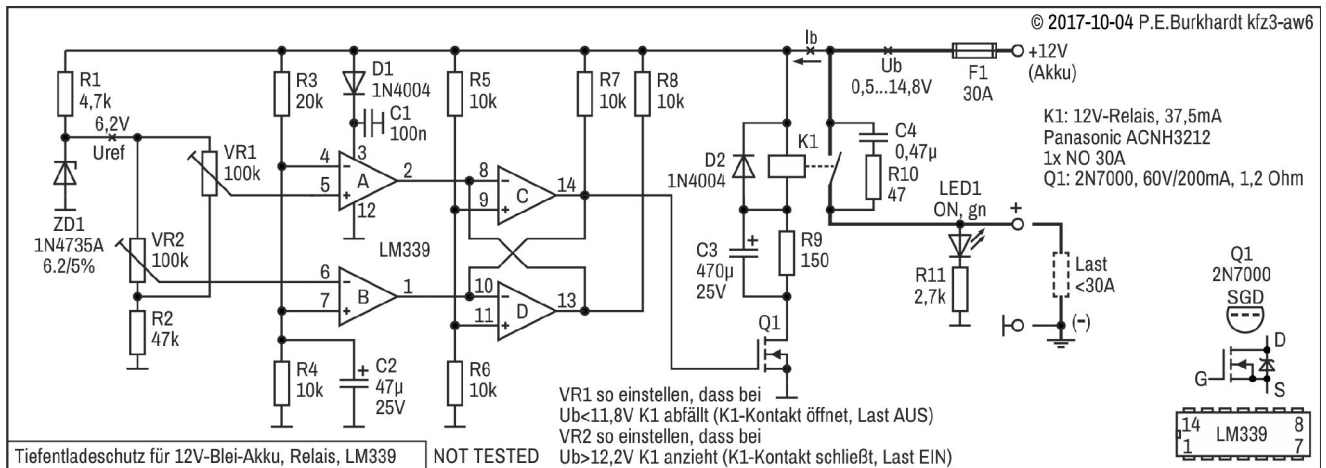 © 2017-10-04 P.E.Burkhardt kfz3-aw6
R1
4,7k
6,2V
Uref
ZD1
1N4735A
6.2/5%
VR1
100k
VR2
100k
R2
47k
R3
20k
D1
1N4004
C1
100n
4
5
3
12
A
2
LM339
6
7
B
1
R4
10k
C2
47µ
25V
R5
10k
R7
10k
R8
10k
8
9
C
14
10
11
D
13
R6
10k
D2
1N4004
C3
470µ
25V
K1
R9
150
Q1
Ib
Ub
0,5...14,8V
F1
30A
+12V
(Akku)
C4
0,47µ
R10
47
LED1
ON, gn
R11
2,7k
+
Last
<30A
(-)
K1: 12V-Relais, 37,5mA
Panasonic ACNH3212
1x NO 30A
Q1: 2N7000, 60V/200mA, 1,2 Ohm
Q1
2N7000
SGD
D
G
S
14
8
1
LM339
7
VR1 so einstellen, dass bei
Ub<11,8V K1 abfällt (K1-Kontakt öffnet, Last AUS)
VR2 so einstellen, dass bei
Ub>12,2V K1 anzieht (K1-Kontakt schließt, Last EIN)
Tiefentladeschutz für 12V-Blei-Akku, Relais, LM339
NOT TESTED